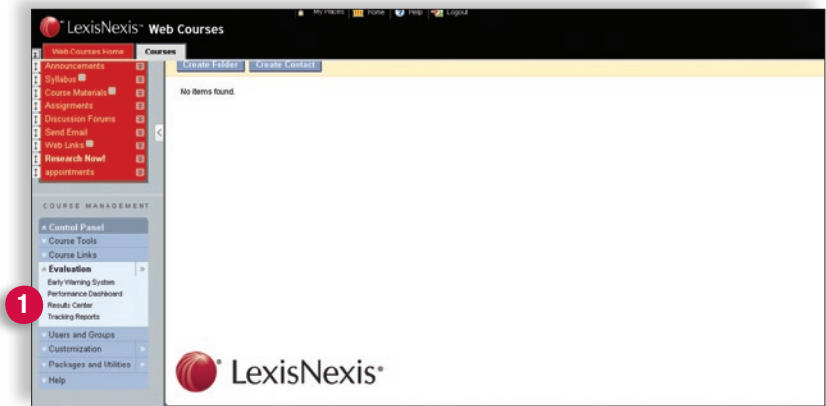 My Places Home Help Logout
LexisNexis™ Web Courses
Web Courses Home Courses
Announcements
Syllabus
Course Materials
Assignments
Discussion Forums
Send Email
Web Links
Research Now!
appointments
Create Folder Create Contact
No items found.
COURSE MANAGEMENT
Control Panel
Course Tools
Course Links
Evaluation
Early Warning System
Performance Dashboard
Results Center
Tracking Reports
Users and Groups
Customization
Packages and Utilities
Help
1
LexisNexis®